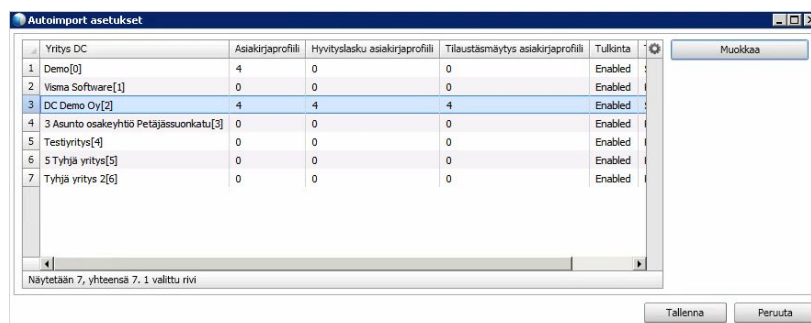 Autoimport asetukset
Yritys DC Asiakirjaprofiili Hyvityslasku asiakirjaprofiili Tilaustäsmäytys asiakirjaprofiili Tulkinta
Muokkaa
1 Demo[0] 4 0 0 Enabled
2 Visma Software[1] 0 0 0 Enabled
3 DC Demo Oy[2] 4 4 4 Enabled
4 3 Asunto osakeyhtiö Petäjässuonkatu[3] 0 0 0 Enabled
5 Testiyritys[4] 0 0 0 Enabled
6 5 Tyhjä yritys[5] 0 0 0 Enabled
7 Tyhjä yritys 2[6] 0 0 0 Enabled
Näytetään 7, yhteensä 7. 1 valittu rivi
Tallenna Peruuta